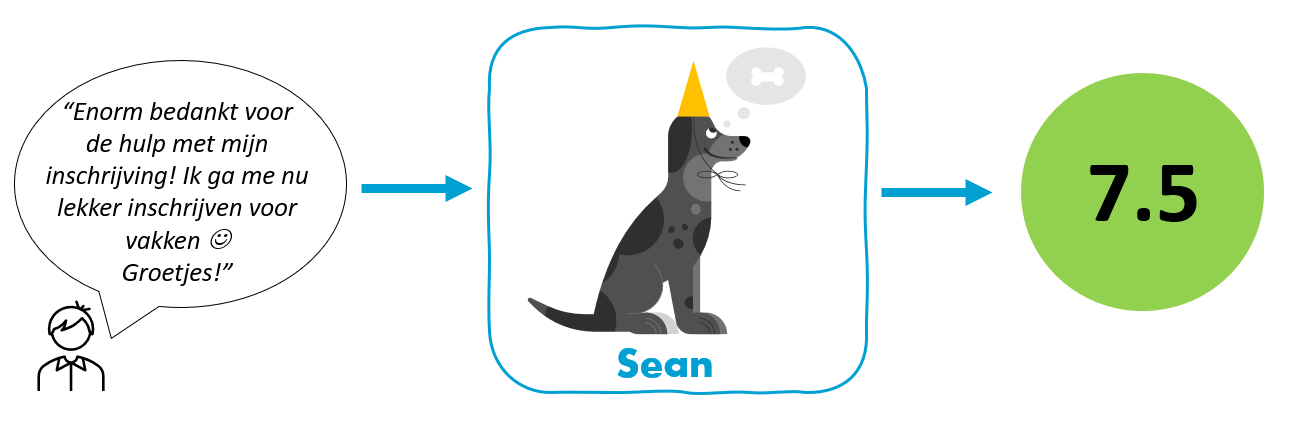 “Enorm bedankt voor
de hulp met mijn
inschrijving! Ik ga me nu
lekker inschrijven voor
vakken ☺
Groetjes!”
Sean
7.5